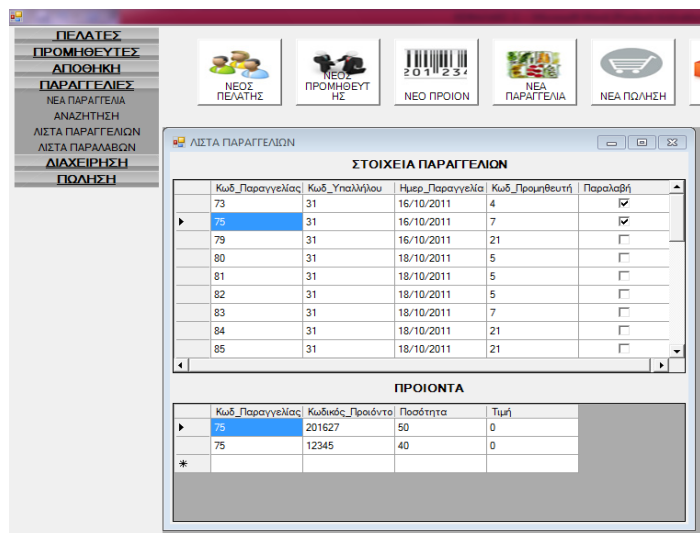 ΠΕΛΑΤΕΣ
ΠΡΟΜΗΘΕΥΤΕΣ
ΑΠΟΘΗΚΗ
ΠΑΡΑΓΓΕΛΙΕΣ
ΝΕΑ ΠΑΡΑΓΓΕΛΙΑ
ΑΝΑΖΗΤΗΣΗ
ΛΙΣΤΑ ΠΑΡΑΓΓΕΛΙΩΝ
ΛΙΣΤΑ ΠΑΡΑΛΑΒΩΝ
ΔΙΑΧΕΙΡΗΣΗ
ΠΩΛΗΣΗ
ΝΕΟΣ
ΠΕΛΑΤΗΣ
ΝΕΟΣ
ΠΡΟΜΗΘΕΥΤ
ΗΣ
201 234
ΝΕΟ ΠΡΟΙΟΝ
ΝΕΑ
ΠΑΡΑΓΓΕΛΙΑ
ΝΕΑ ΠΩΛΗΣΗ
ΛΙΣΤΑ ΠΑΡΑΓΓΕΛΙΩΝ
ΣΤΟΙΧΕΙΑ ΠΑΡΑΓΓΕΛΙΩΝ
Κωδ_Παραγγελίας Κωδ_Υπαλλήλου Ημερ_Παραγγελία Κωδ_Προμηθευτή Παραλαβή
73 31 16/10/2011 4
75 31 16/10/2011 7
79 31 16/10/2011 21
80 31 18/10/2011 5
81 31 18/10/2011 5
82 31 18/10/2011 5
83 31 18/10/2011 7
84 31 18/10/2011 21
85 31 18/10/2011 21
ΠΡΟΙΟΝΤΑ
Κωδ_Παραγγελίας Κωδικός_Προιόντο Ποσότητα Τιμή
75 201627 50 0
75 12345 40 0